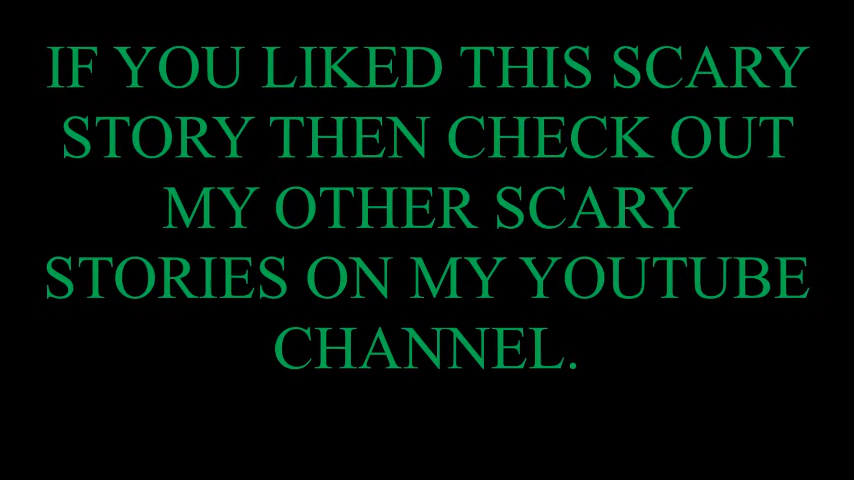 IF YOU LIKED THIS SCARY
STORY THEN CHECK OUT
MY OTHER SCARY
STORIES ON MY YOUTUBE
CHANNEL.